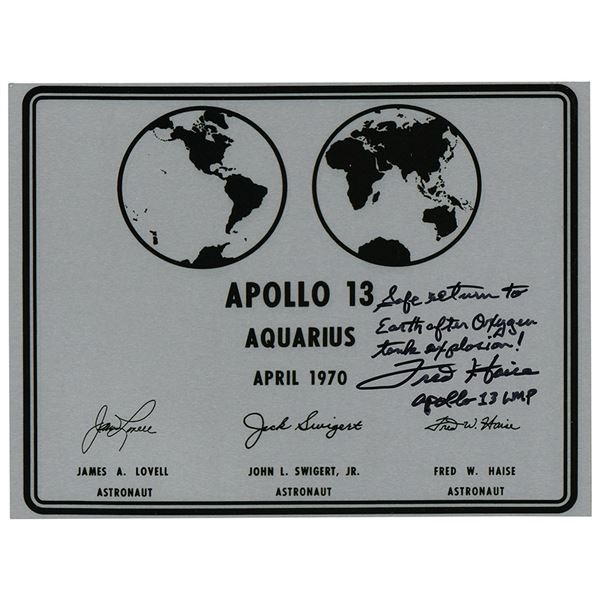 APOLLO 13
AQUARIUS
APRIL 1970
Safe return to
Earth after Oxygen
tank explosion!
Fred Haise
Apollo 13 LMP
James Lovell
Jack Swigert
Fred W. Haise
JAMES A. LOVELL
JOHN L. SWIGERT, JR.
FRED W. HAISE
ASTRONAUT
ASTRONAUT
ASTRONAUT